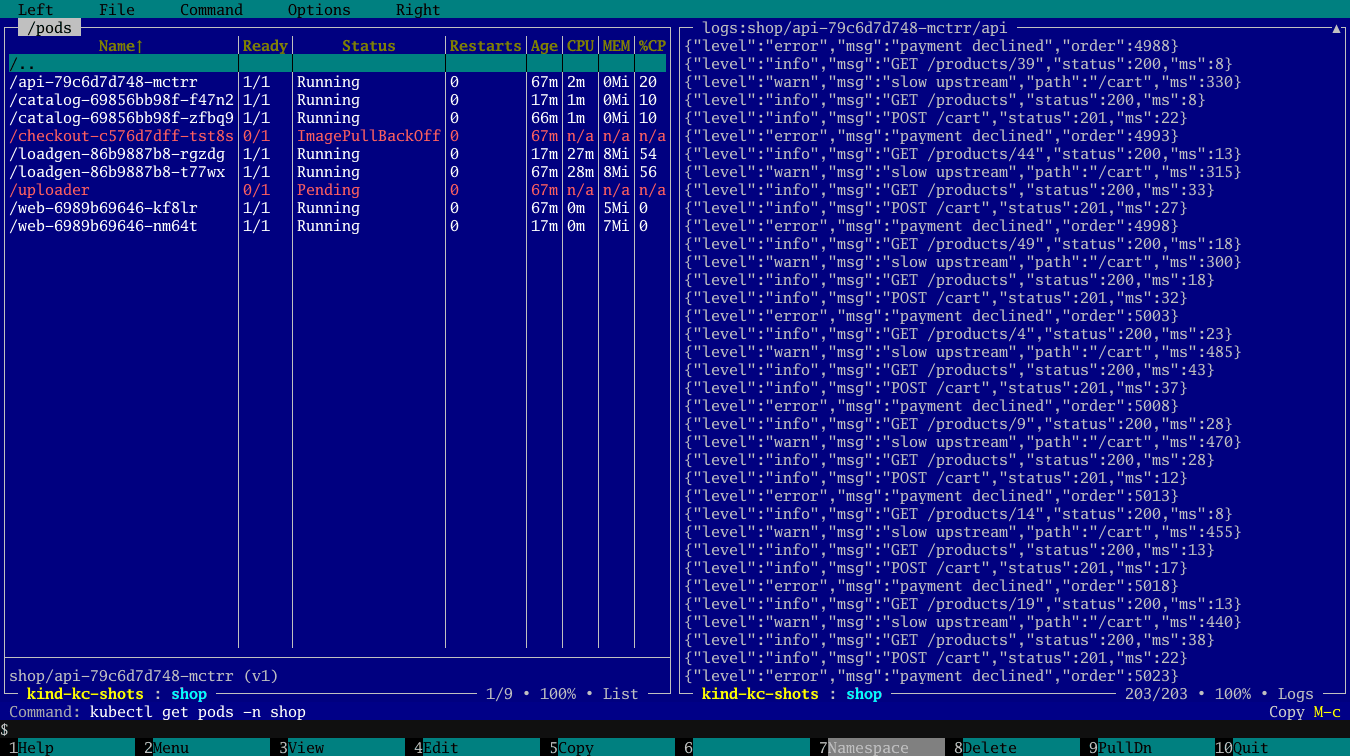 Left File Command Options Right
/pods
Name↑ Ready Status Restarts Age CPU MEM %CP
/..
/api-79c6d7d748-mctrr 1/1 Running 0 67m 2m 0Mi 20
/catalog-69856bb98f-f47n2 1/1 Running 0 17m 1m 0Mi 10
/catalog-69856bb98f-zfbq9 1/1 Running 0 66m 1m 0Mi 10
/checkout-c576d7dff-tst8s 0/1 ImagePullBackOff 0 67m n/a n/a n/a
/loadgen-86b9887b8-rgzdg 1/1 Running 0 17m 27m 8Mi 54
/loadgen-86b9887b8-t77wx 1/1 Running 0 67m 28m 8Mi 56
/uploader 0/1 Pending 0 67m n/a n/a n/a
/web-6989b69646-kf8lr 1/1 Running 0 67m 0m 5Mi 0
/web-6989b69646-nm64t 1/1 Running 0 17m 0m 7Mi 0
shop/api-79c6d7d748-mctrr (v1)
kind-kc-shots : shop 1/9 • 100% • List
logs:shop/api-79c6d7d748-mctrr/api ▲
{"level":"error","msg":"payment declined","order":4988}
{"level":"info","msg":"GET /products/39","status":200,"ms":8}
{"level":"warn","msg":"slow upstream","path":"/cart","ms":330}
{"level":"info","msg":"GET /products","status":200,"ms":8}
{"level":"info","msg":"POST /cart","status":201,"ms":22}
{"level":"error","msg":"payment declined","order":4993}
{"level":"info","msg":"GET /products/44","status":200,"ms":13}
{"level":"warn","msg":"slow upstream","path":"/cart","ms":315}
{"level":"info","msg":"GET /products","status":200,"ms":33}
{"level":"info","msg":"POST /cart","status":201,"ms":27}
{"level":"error","msg":"payment declined","order":4998}
{"level":"info","msg":"GET /products/49","status":200,"ms":18}
{"level":"warn","msg":"slow upstream","path":"/cart","ms":300}
{"level":"info","msg":"GET /products","status":200,"ms":18}
{"level":"info","msg":"POST /cart","status":201,"ms":32}
{"level":"error","msg":"payment declined","order":5003}
{"level":"info","msg":"GET /products/4","status":200,"ms":23}
{"level":"warn","msg":"slow upstream","path":"/cart","ms":485}
{"level":"info","msg":"GET /products","status":200,"ms":43}
{"level":"info","msg":"POST /cart","status":201,"ms":37}
{"level":"error","msg":"payment declined","order":5008}
{"level":"info","msg":"GET /products/9","status":200,"ms":28}
{"level":"warn","msg":"slow upstream","path":"/cart","ms":470}
{"level":"info","msg":"GET /products","status":200,"ms":28}
{"level":"info","msg":"POST /cart","status":201,"ms":12}
{"level":"error","msg":"payment declined","order":5013}
{"level":"info","msg":"GET /products/14","status":200,"ms":8}
{"level":"warn","msg":"slow upstream","path":"/cart","ms":455}
{"level":"info","msg":"GET /products","status":200,"ms":13}
{"level":"info","msg":"POST /cart","status":201,"ms":17}
{"level":"error","msg":"payment declined","order":5018}
{"level":"info","msg":"GET /products/19","status":200,"ms":13}
{"level":"warn","msg":"slow upstream","path":"/cart","ms":440}
{"level":"info","msg":"GET /products","status":200,"ms":38}
{"level":"info","msg":"POST /cart","status":201,"ms":22}
{"level":"error","msg":"payment declined","order":5023}
kind-kc-shots : shop 203/203 • 100% • Logs
Command: kubectl get pods -n shop Copy M-c
$
1Help 2Menu 3View 4Edit 5Copy 6 7Namespace 8Delete 9PullDn 10Quit